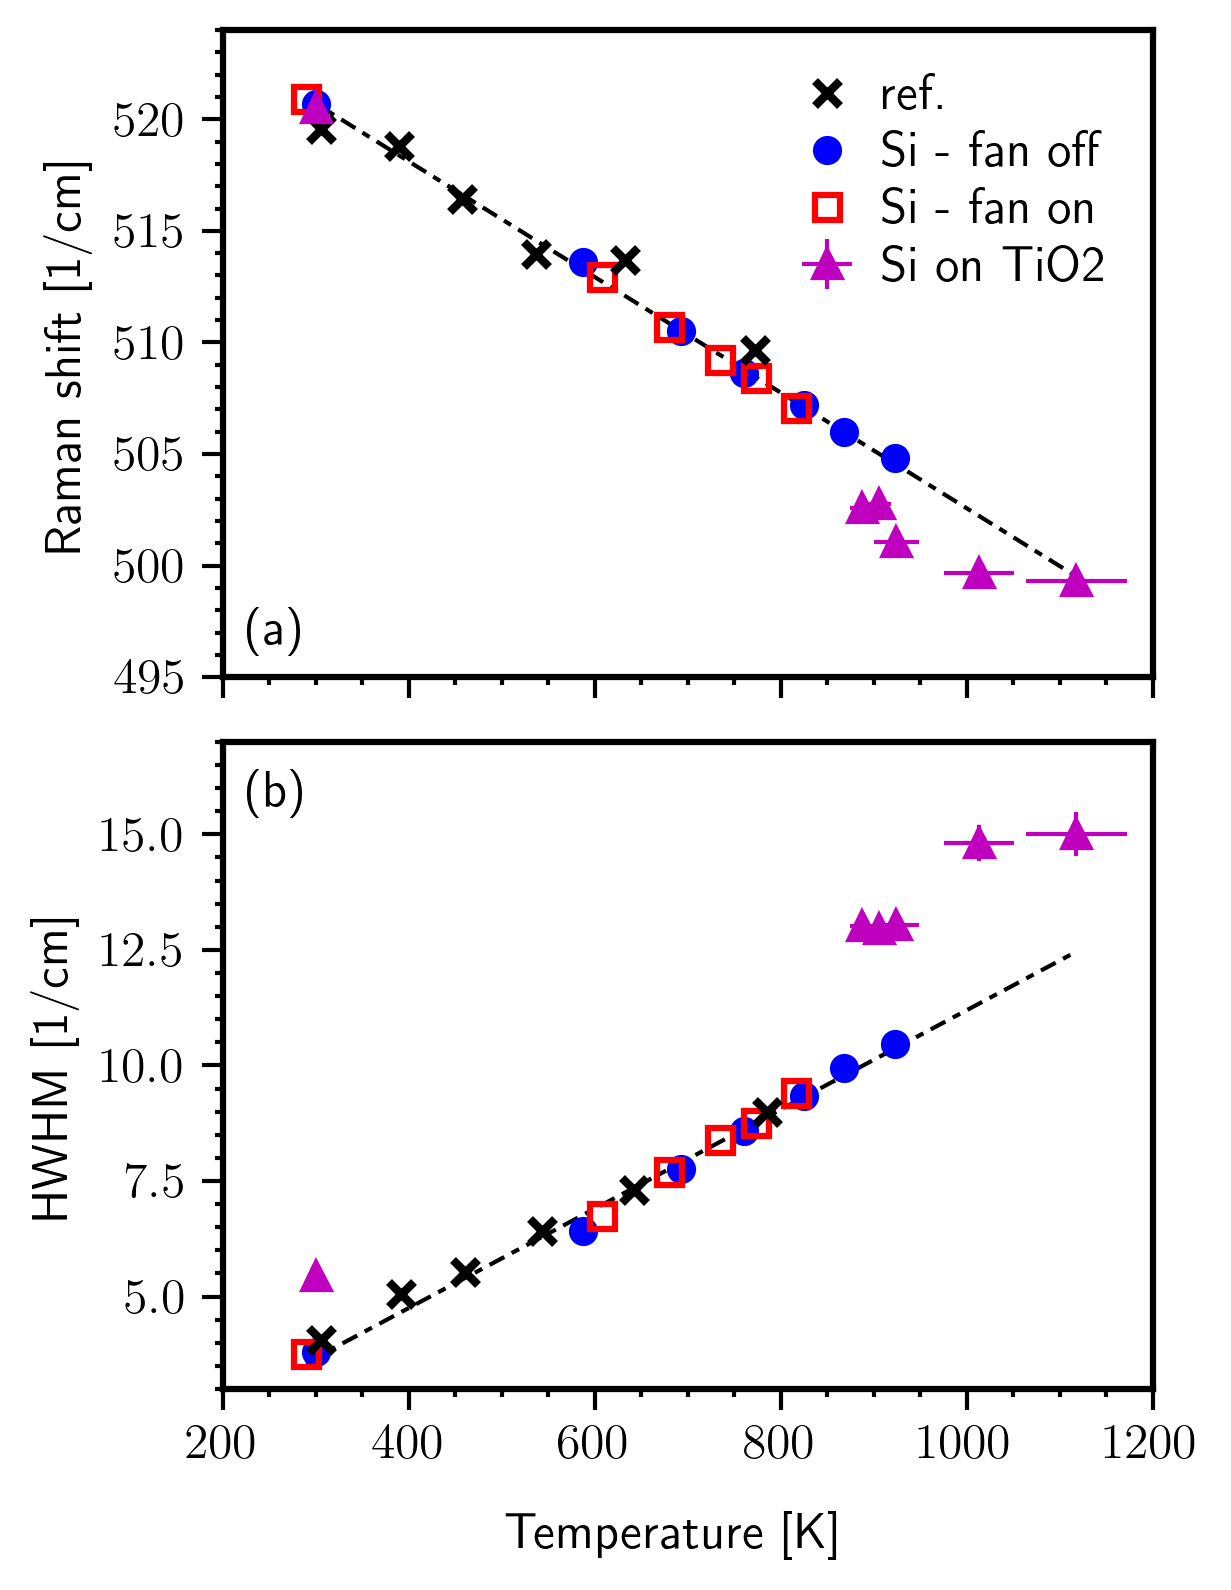 520
515
510
505
500
495
Raman shift [1/cm]
ref.
Si - fan off
Si - fan on
Si on TiO2
(a)
(b)
15.0
12.5
10.0
7.5
5.0
HWHM [1/cm]
200 400 600 800 1000 1200
Temperature [K]